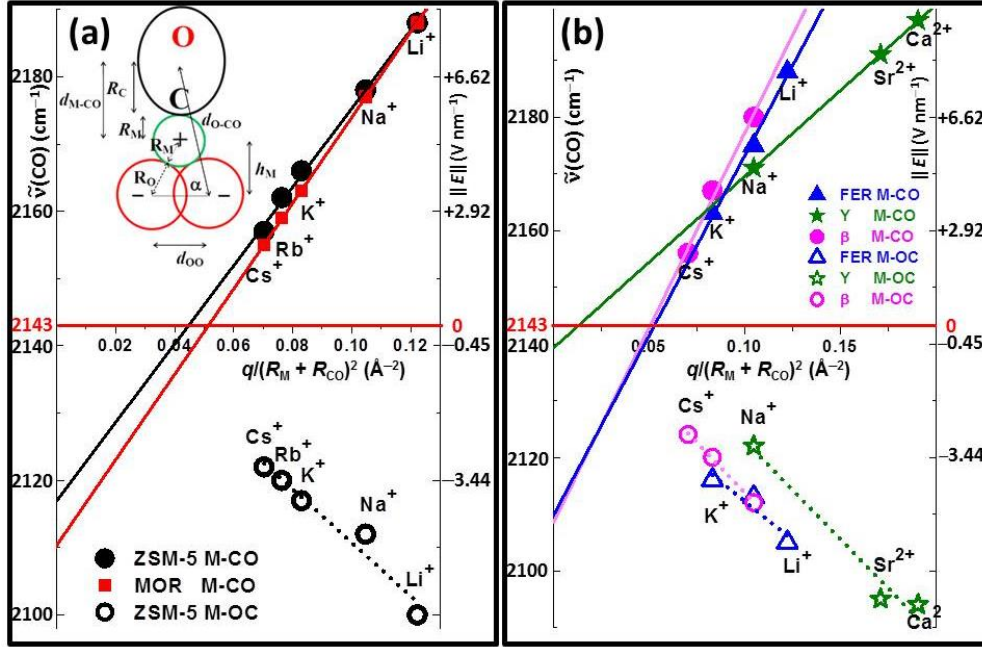 (a)
ṽ(CO) (cm⁻¹)
2180
2160
2143
2140
2120
2100
O
C
R_C
d_M-CO
R_M
R_M
+
d_O-CO
R_O
α
h_M
−
−
d_OO
Li⁺
Na⁺
K⁺
Rb⁺
Cs⁺
+6.62
+2.92
0
−0.45
−3.44
||E|| (V nm⁻¹)
0.00 0.02 0.04 0.06 0.08 0.10 0.12
q/(R_M + R_CO)² (Å⁻²)
Cs⁺
Rb⁺
K⁺
Na⁺
Li⁺
ZSM-5 M-CO
MOR M-CO
ZSM-5 M-OC
(b)
ṽ(CO) (cm⁻¹)
2180
2160
2143
2140
2120
2100
Ca²⁺
Sr²⁺
Li⁺
Na⁺
K⁺
Cs⁺
FER M-CO
Y M-CO
β M-CO
FER M-OC
Y M-OC
β M-OC
+6.62
+2.92
0
−0.45
−3.44
||E|| (V nm⁻¹)
0.05 0.10 0.15
q/(R_M + R_CO)² (Å⁻²)
Cs⁺
Na⁺
K⁺
Li⁺
Sr²⁺
Ca²